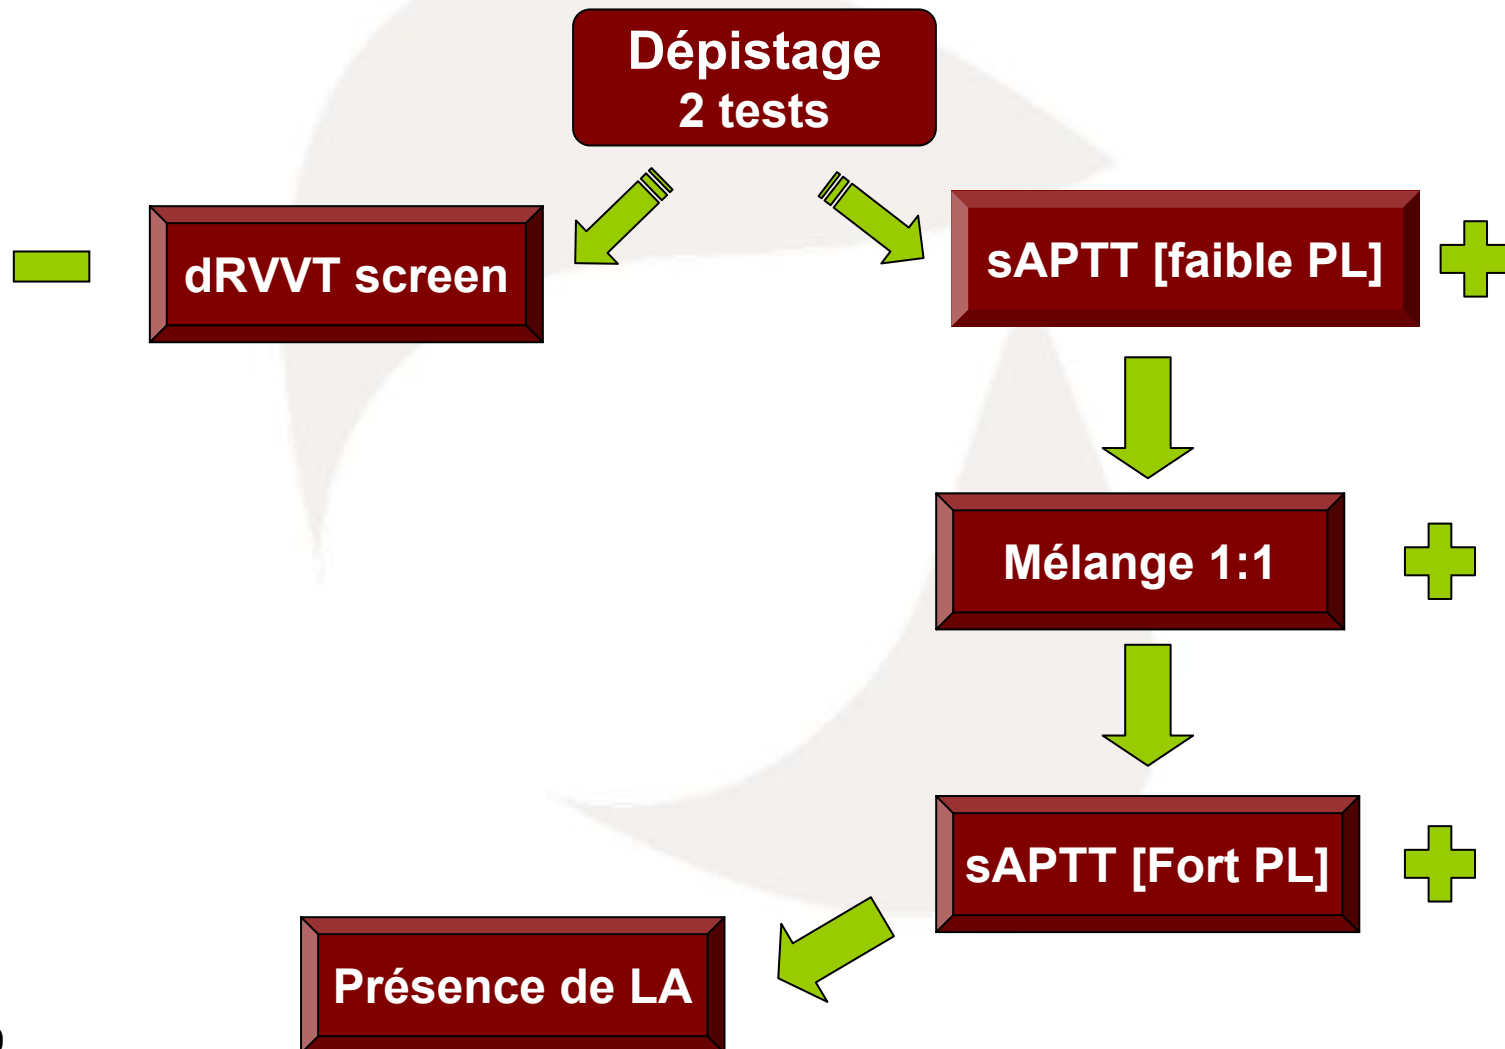 Dépistage
2 tests
dRVVT screen
sAPTT [faible PL]
Mélange 1:1
sAPTT [Fort PL]
Présence de LA